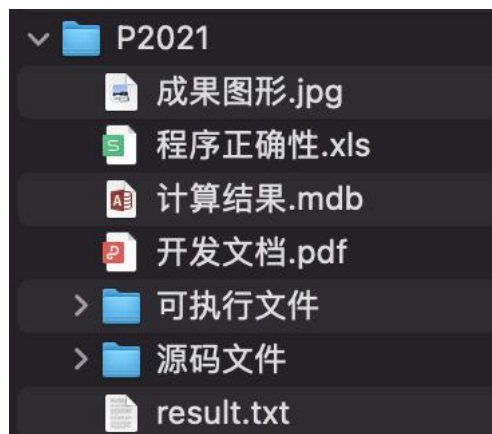 P2021
成果图形.jpg
程序正确性.xls
计算结果.mdb
开发文档.pdf
可执行文件
源码文件
result.txt